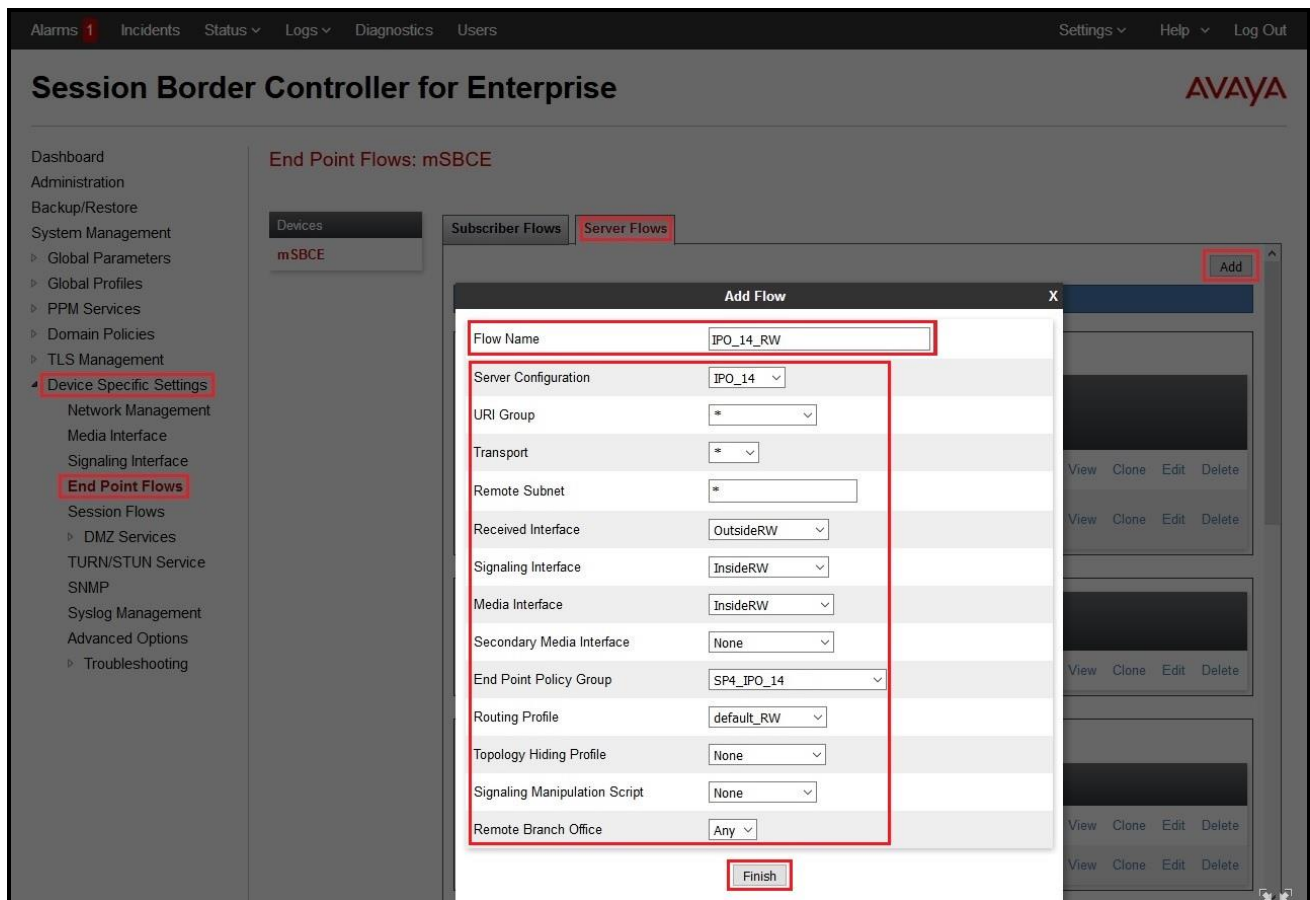 Alarms 1 Incidents Status Logs Diagnostics Users Settings Help Log Out
Session Border Controller for Enterprise
AVAYA
Dashboard
Administration
Backup/Restore
System Management
Global Parameters
Global Profiles
PPM Services
Domain Policies
TLS Management
Device Specific Settings
Network Management
Media Interface
Signaling Interface
End Point Flows
Session Flows
DMZ Services
TURN/STUN Service
SNMP
Syslog Management
Advanced Options
Troubleshooting
End Point Flows: mSBCE
Devices
mSBCE
Subscriber Flows Server Flows
Add
Add Flow X
Flow Name IPO_14_RW
Server Configuration IPO_14
URI Group *
Transport *
Remote Subnet *
Received Interface OutsideRW
Signaling Interface InsideRW
Media Interface InsideRW
Secondary Media Interface None
End Point Policy Group SP4_IPO_14
Routing Profile default_RW
Topology Hiding Profile None
Signaling Manipulation Script None
Remote Branch Office Any
Finish
View Clone Edit Delete
View Clone Edit Delete
View Clone Edit Delete
View Clone Edit Delete
View Clone Edit Delete